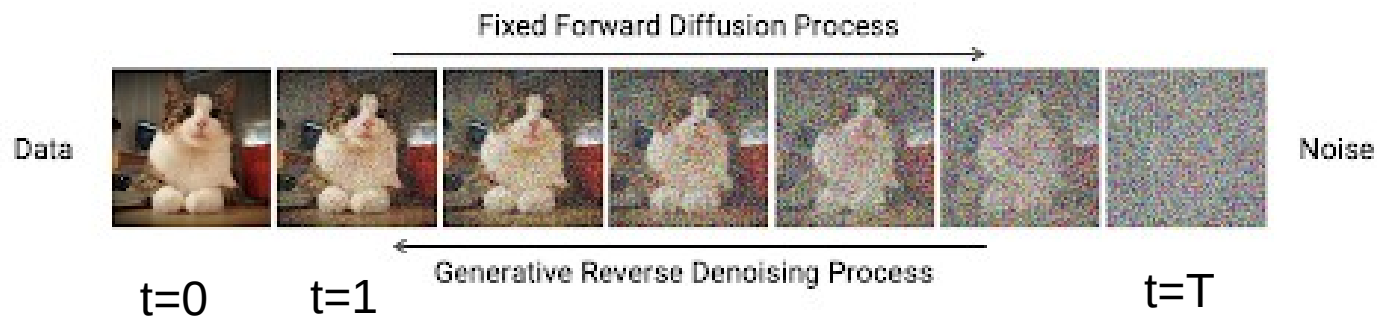 Fixed Forward Diffusion Process
Data
Noise
Generative Reverse Denoising Process
t=0
t=1
t=T